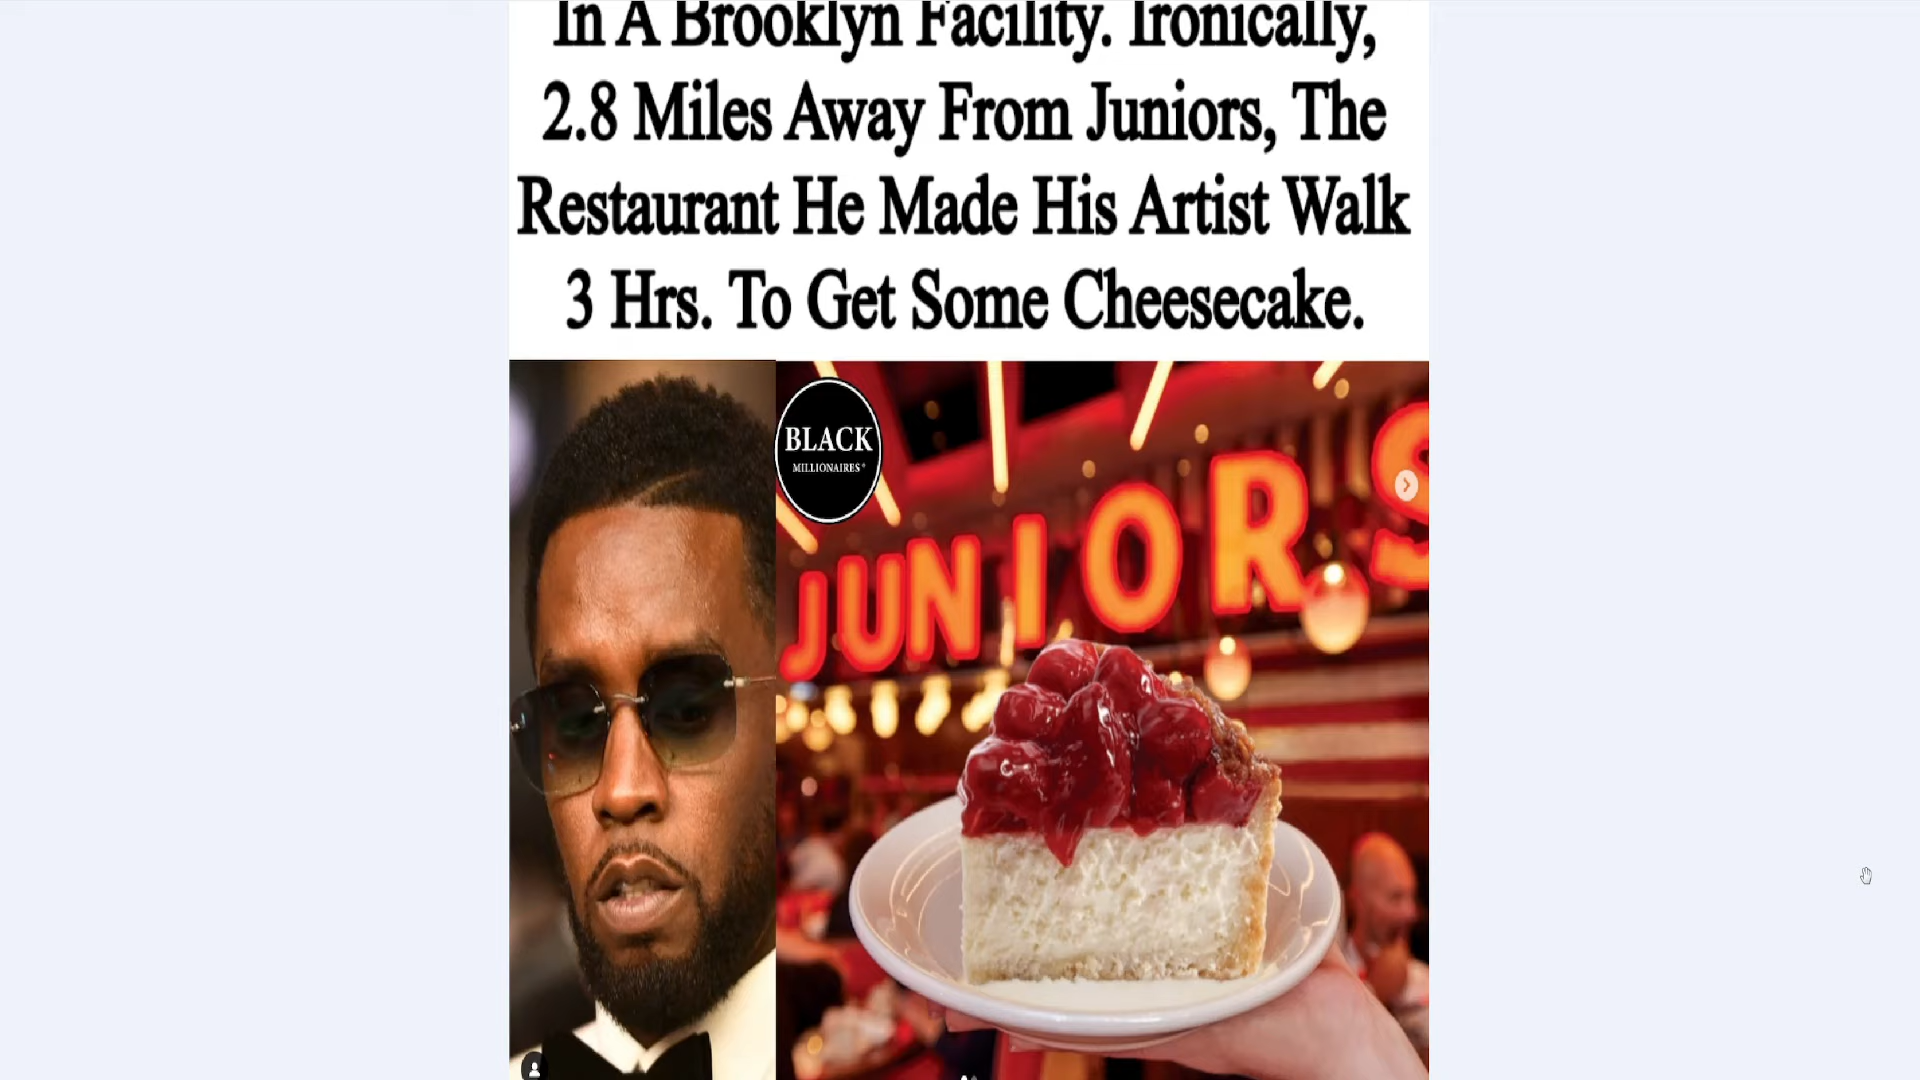 In A Brooklyn Facility. Ironically,
2.8 Miles Away From Juniors, The
Restaurant He Made His Artist Walk
3 Hrs. To Get Some Cheesecake.
BLACK
MILLIONAIRES®
JUNIORS